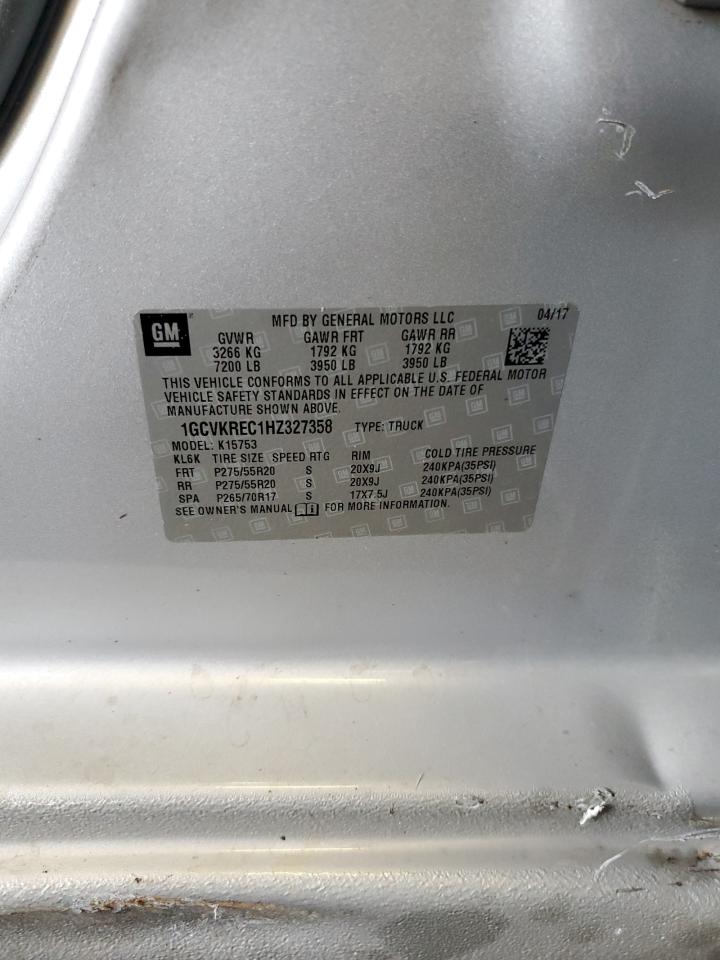 GM
MFD BY GENERAL MOTORS LLC 04/17
GVWR GAWR FRT GAWR RR
3266 KG 1792 KG 1792 KG
7200 LB 3950 LB 3950 LB
THIS VEHICLE CONFORMS TO ALL APPLICABLE U.S. FEDERAL MOTOR
VEHICLE SAFETY STANDARDS IN EFFECT ON THE DATE OF
MANUFACTURE SHOWN ABOVE.
1GCVKREC1HZ327358 TYPE: TRUCK
MODEL: K15753
KL6K TIRE SIZE SPEED RTG RIM COLD TIRE PRESSURE
FRT P275/55R20 S 20X9J 240KPA(35PSI)
RR P275/55R20 S 20X9J 240KPA(35PSI)
SPA P265/70R17 S 17X7.5J 240KPA(35PSI)
SEE OWNER'S MANUAL i FOR MORE INFORMATION.